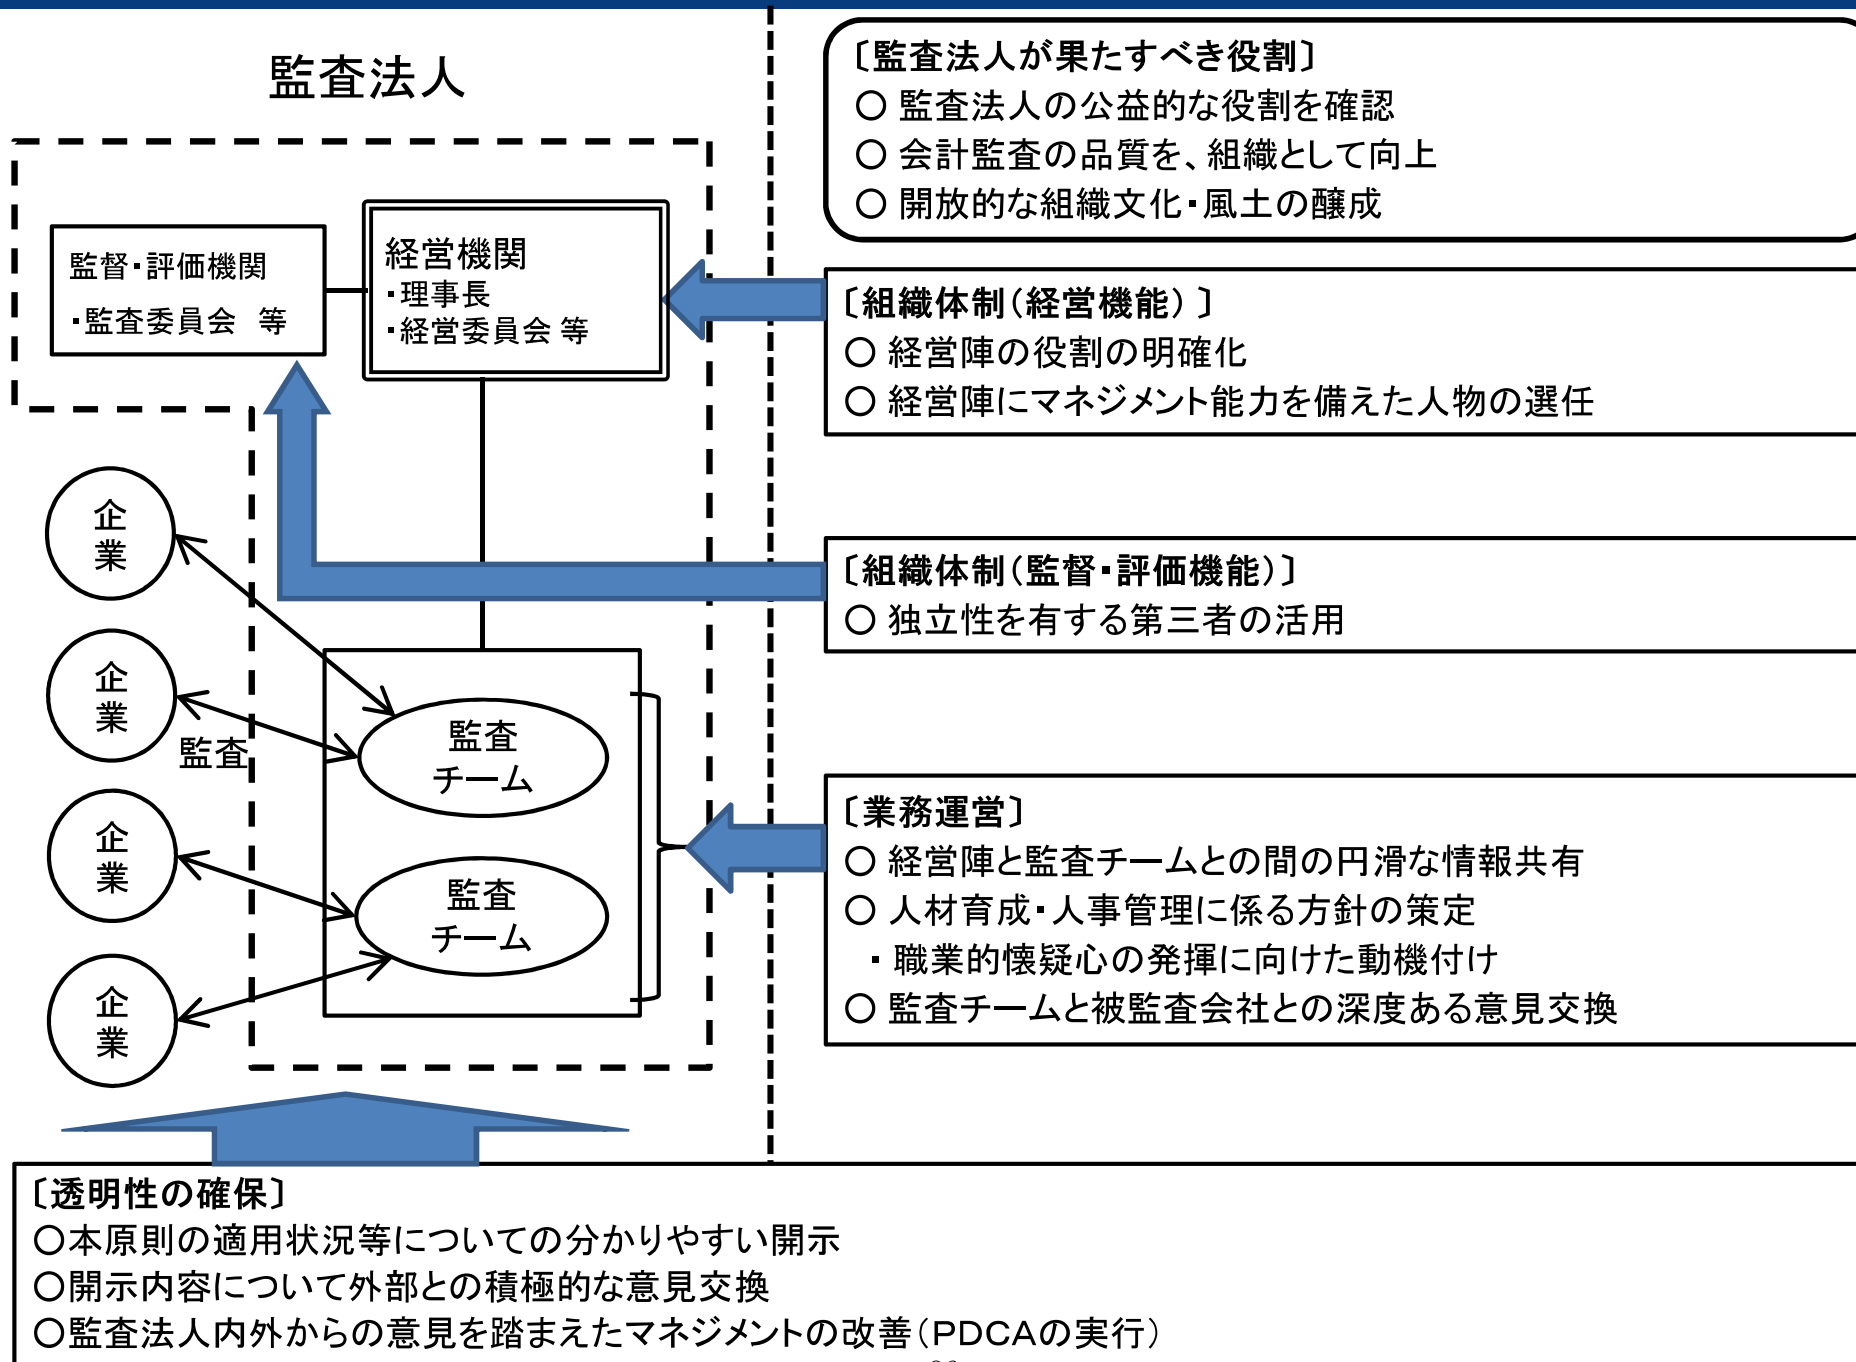 監査法人
監督・評価機関
・監査委員会　等
経営機関
・理事長
・経営委員会 等
企
業
企
業
監査
企
業
企
業
監査
チーム
監査
チーム
〔監査法人が果たすべき役割〕
○ 監査法人の公益的な役割を確認
○ 会計監査の品質を、組織として向上
○ 開放的な組織文化・風土の醸成
〔組織体制（経営機能）〕
○ 経営陣の役割の明確化
○ 経営陣にマネジメント能力を備えた人物の選任
〔組織体制（監督・評価機能）〕
○ 独立性を有する第三者の活用
〔業務運営〕
○ 経営陣と監査チームとの間の円滑な情報共有
○ 人材育成・人事管理に係る方針の策定
・職業的懐疑心の発揮に向けた動機付け
○ 監査チームと被監査会社との深度ある意見交換
〔透明性の確保〕
○本原則の適用状況等についての分かりやすい開示
○開示内容について外部との積極的な意見交換
○監査法人内外からの意見を踏まえたマネジメントの改善（PDCAの実行）